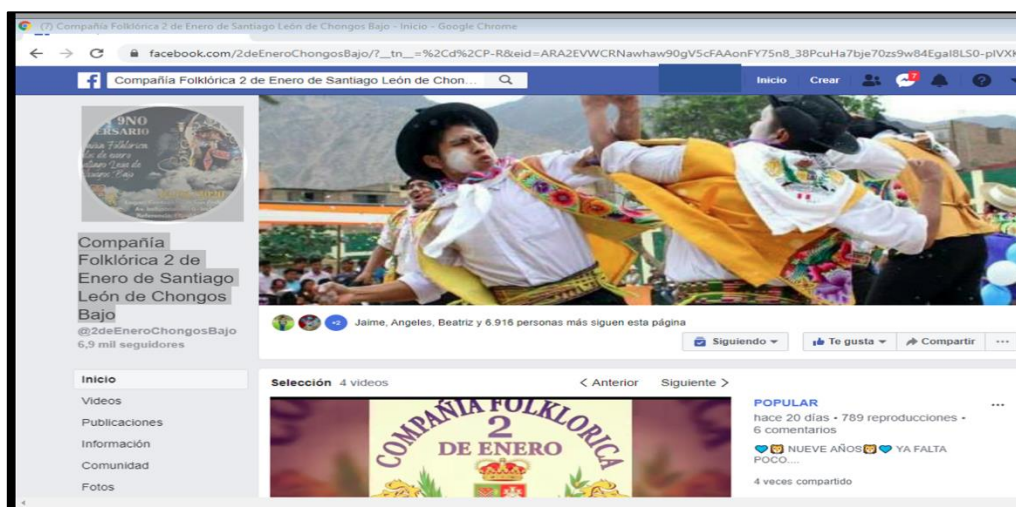 (7) Compañía Folklórica 2 de Enero de Santiago León de Chongos Bajo - Inicio - Google Chrome
facebook.com/2deEneroChongosBajo/?__tn__=%2Cd%2CP-R&eid=ARA2EVWCRNawhaw90gV5cFAAonFY75n8_38PcuHa7bje70zs9w84Egal8LS0-pIVXK
Compañía Folklórica 2 de Enero de Santiago León de Chon...
Inicio Crear 7
9NO
Compañía
Folklórica 2 de
Enero de Santiago
León de Chongos
Bajo
@2deEneroChongosBajo
6,9 mil seguidores
Inicio
Videos
Publicaciones
Información
Comunidad
Fotos
+2 Jaime, Angeles, Beatriz y 6.916 personas más siguen esta página
Siguiendo Te gusta Compartir ...
Selección 4 videos < Anterior Siguiente >
COMPAÑÍA FOLKLORICA
2
DE ENERO
POPULAR ...
hace 20 días • 789 reproducciones •
6 comentarios
💙🦁 NUEVE AÑOS🦁💙 YA FALTA
POCO....
4 veces compartido